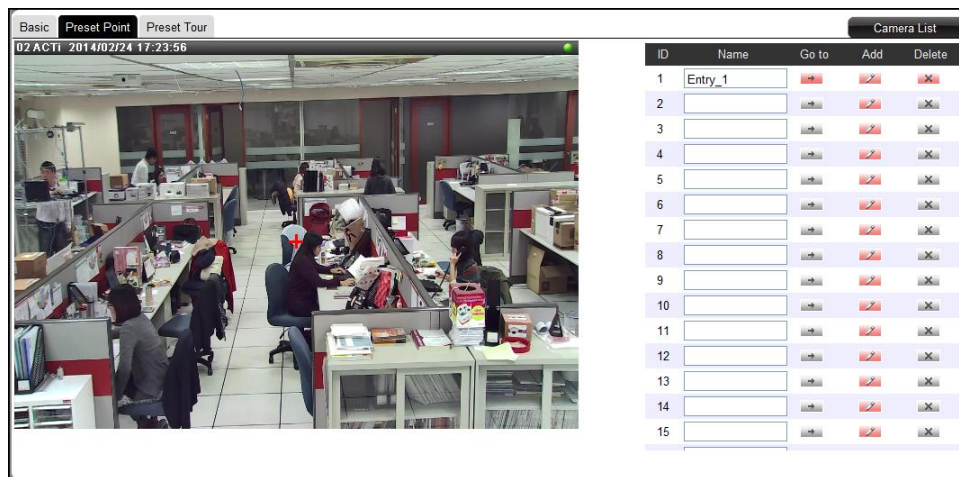 Basic Preset Point Preset Tour
Camera List
02 ACTi 2014/02/24 17:23:56
ID Name Go to Add Delete
1 Entry_1
2
3
4
5
6
7
8
9
10
11
12
13
14
15